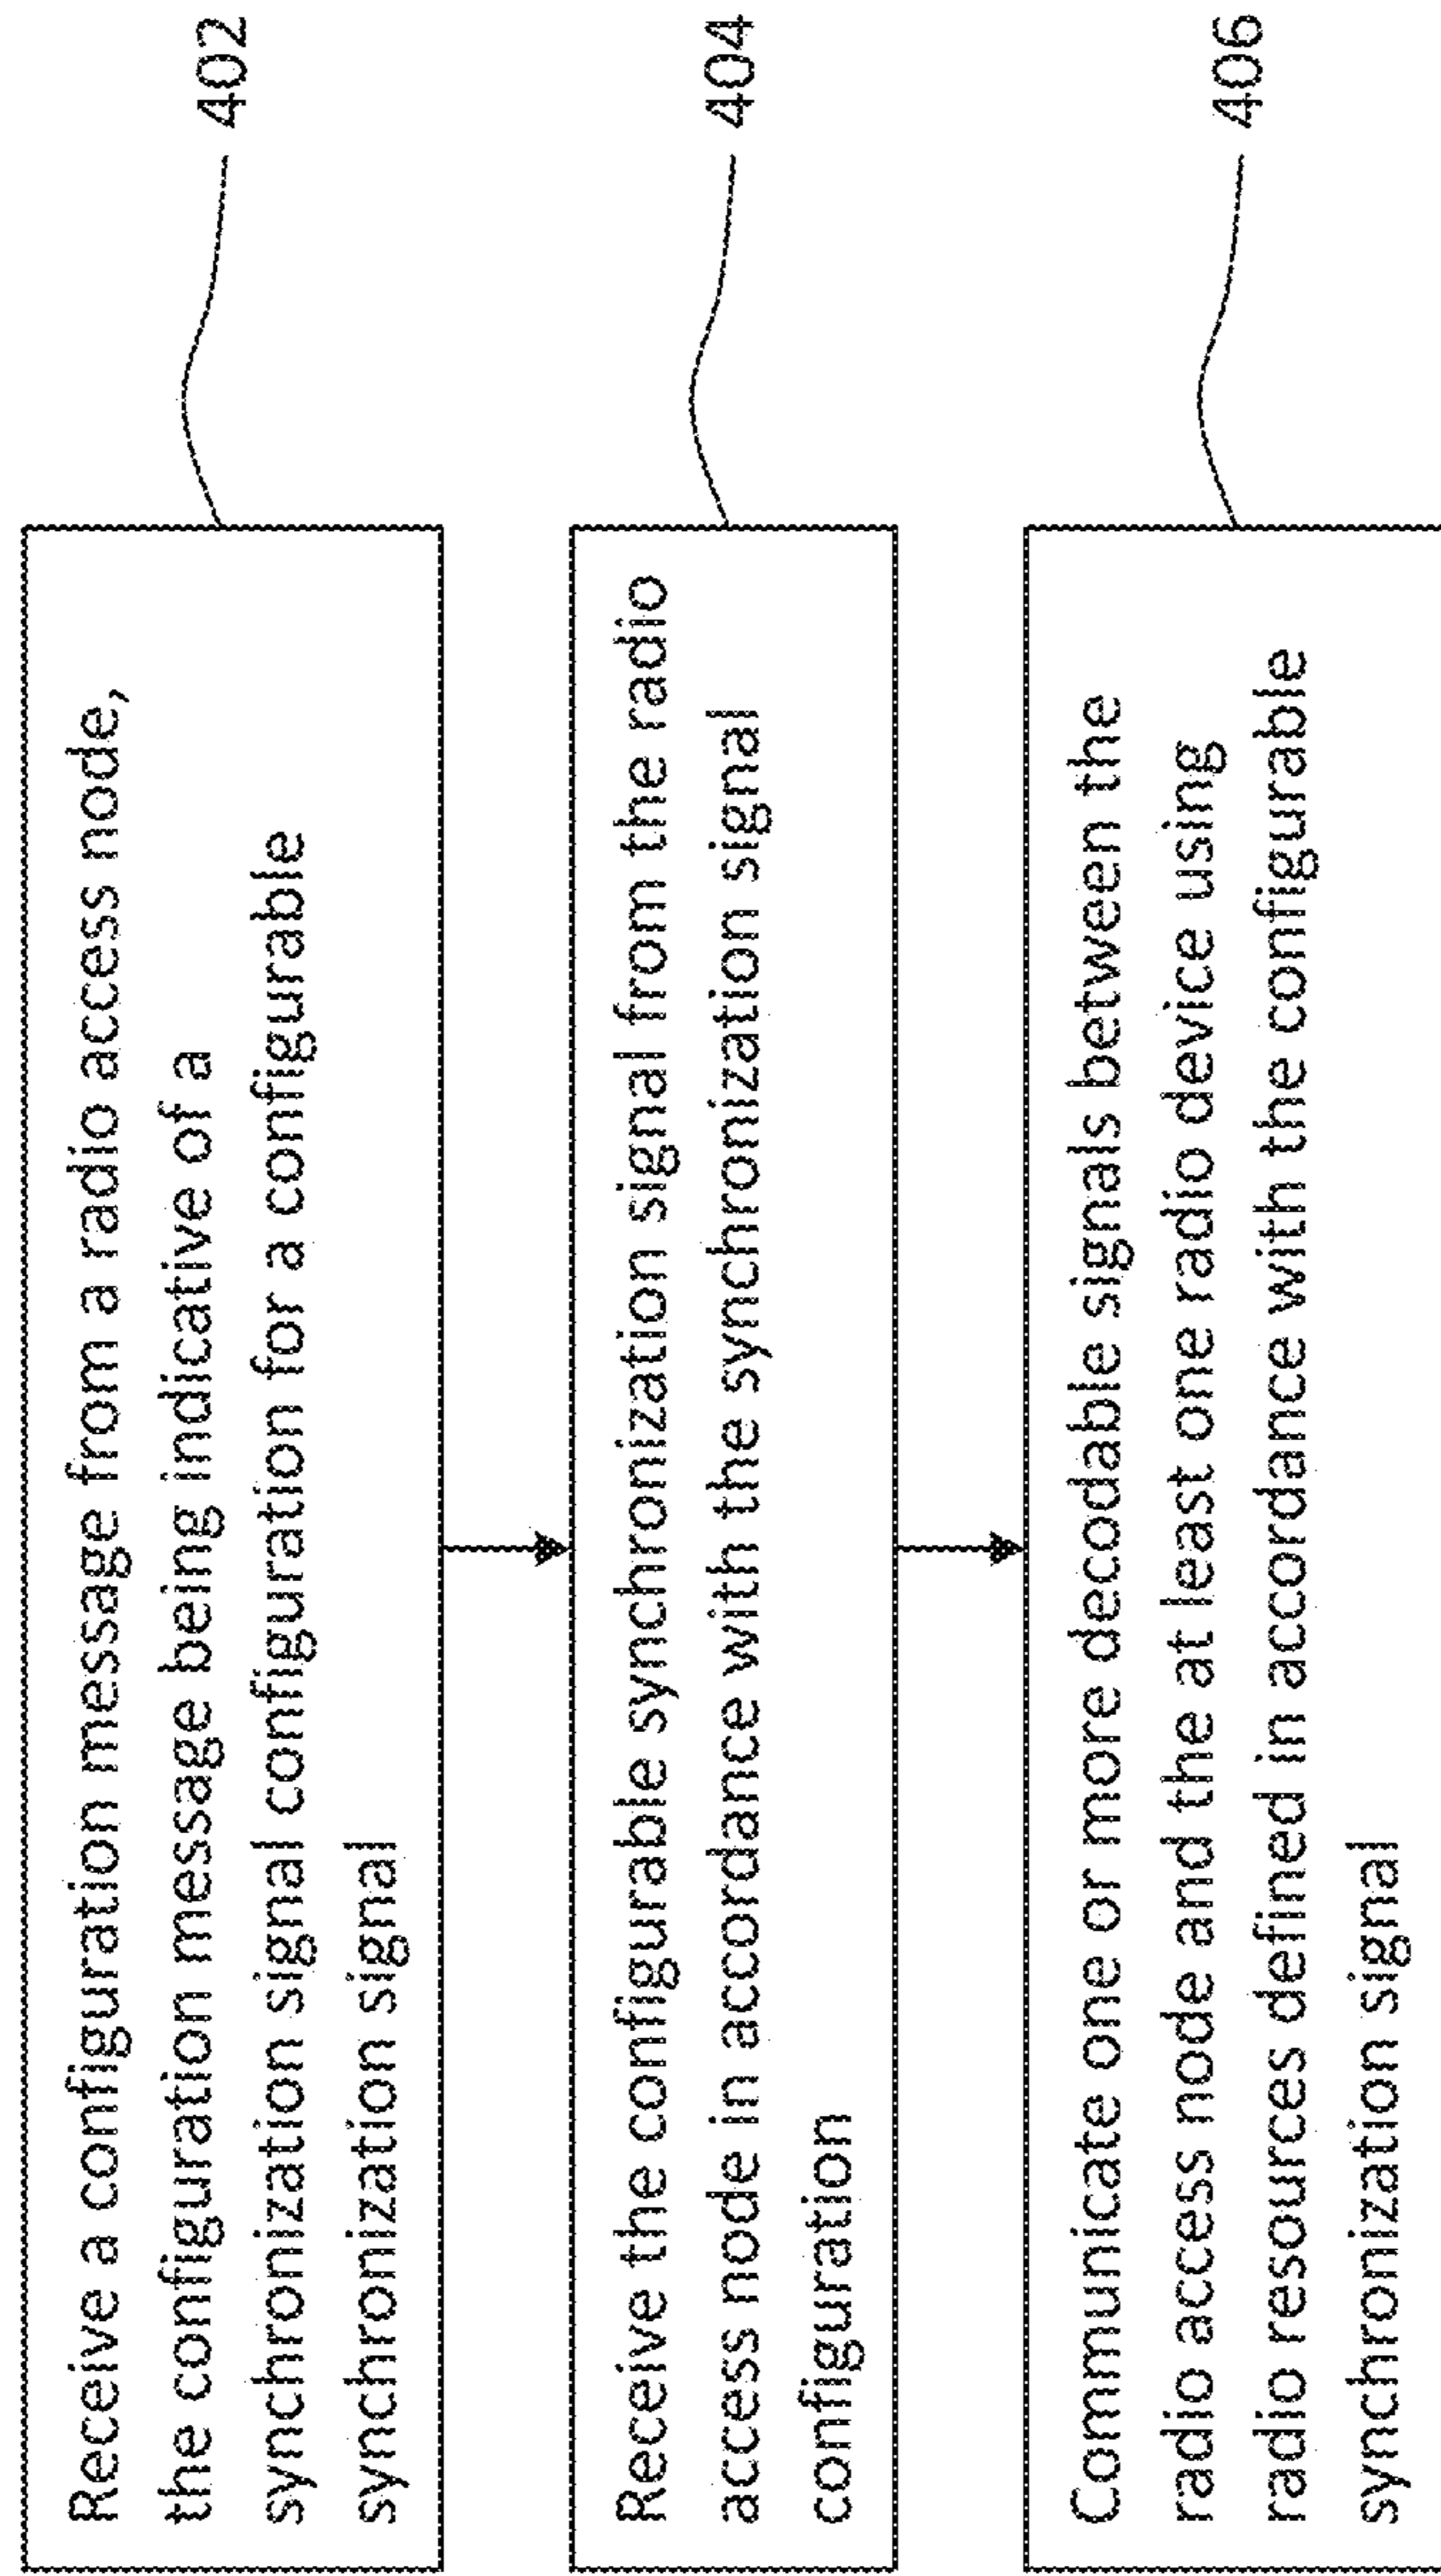 Receive a configuration message from a radio access node,
the configuration message being indicative of a
synchronization signal configuration for a configurable
synchronization signal
402
Receive the configurable synchronization signal from the radio
access node in accordance with the synchronization signal
configuration
404
Communicate one or more decodable signals between the
radio access node and the at least one radio device using
radio resources defined in accordance with the configurable
synchronization signal
406